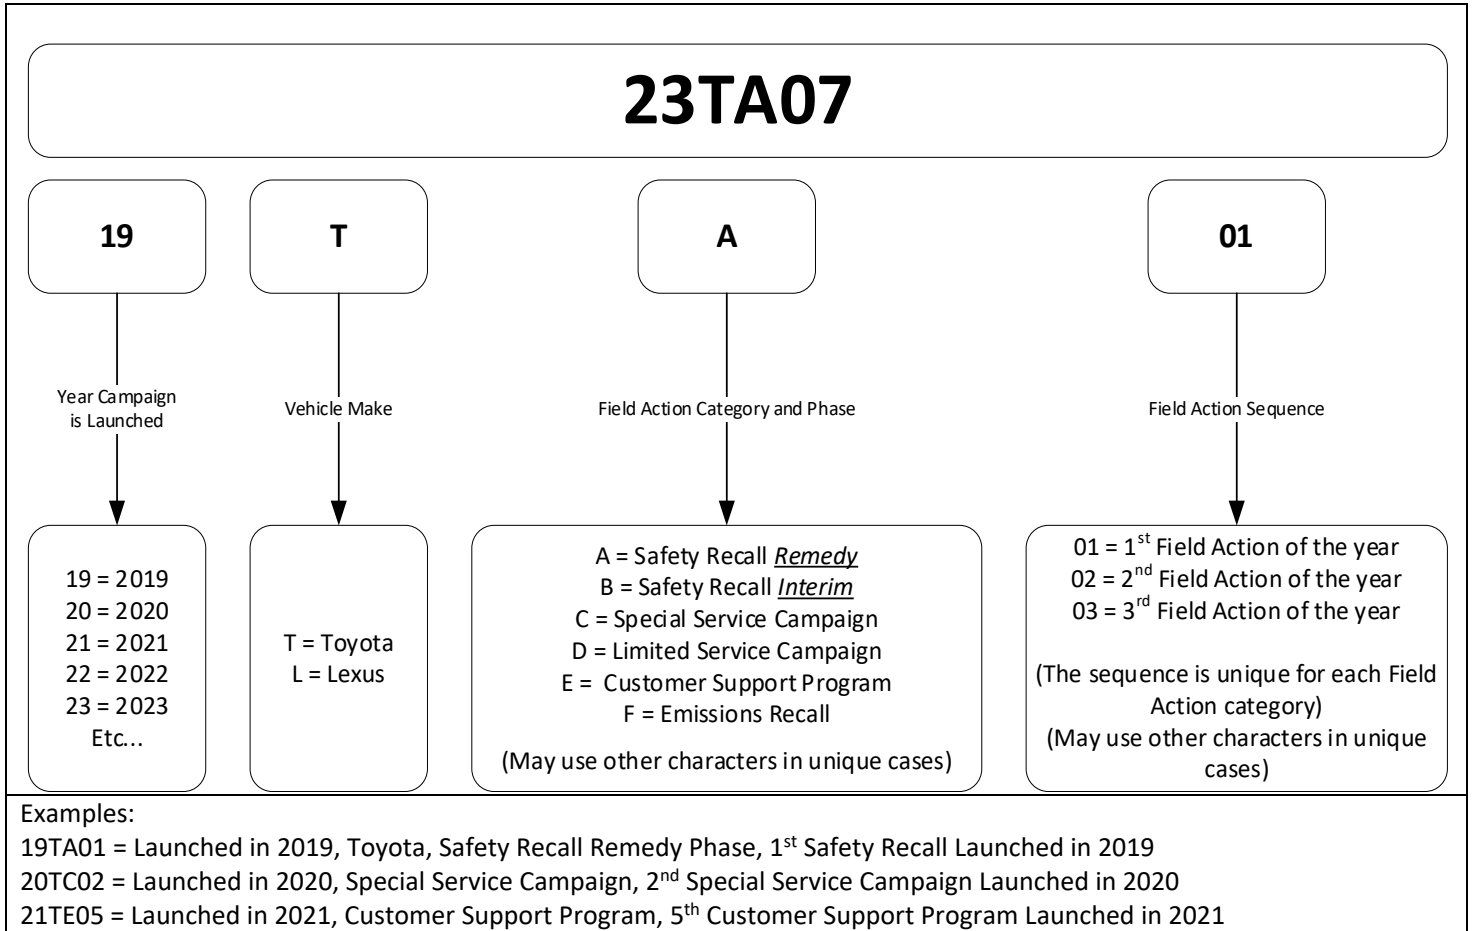 23TA07
19
T
A
01
Year Campaign
is Launched
Vehicle Make
Field Action Category and Phase
Field Action Sequence
19 = 2019
20 = 2020
21 = 2021
22 = 2022
23 = 2023
Etc...
T = Toyota
L = Lexus
A = Safety Recall Remedy
B = Safety Recall Interim
C = Special Service Campaign
D = Limited Service Campaign
E =  Customer Support Program
F = Emissions Recall
(May use other characters in unique cases)
01 = 1st Field Action of the year
02 = 2nd Field Action of the year
03 = 3rd Field Action of the year
(The sequence is unique for each Field
Action category)
(May use other characters in unique
cases)
Examples:
19TA01 = Launched in 2019, Toyota, Safety Recall Remedy Phase, 1st Safety Recall Launched in 2019
20TC02 = Launched in 2020, Special Service Campaign, 2nd Special Service Campaign Launched in 2020
21TE05 = Launched in 2021, Customer Support Program, 5th Customer Support Program Launched in 2021